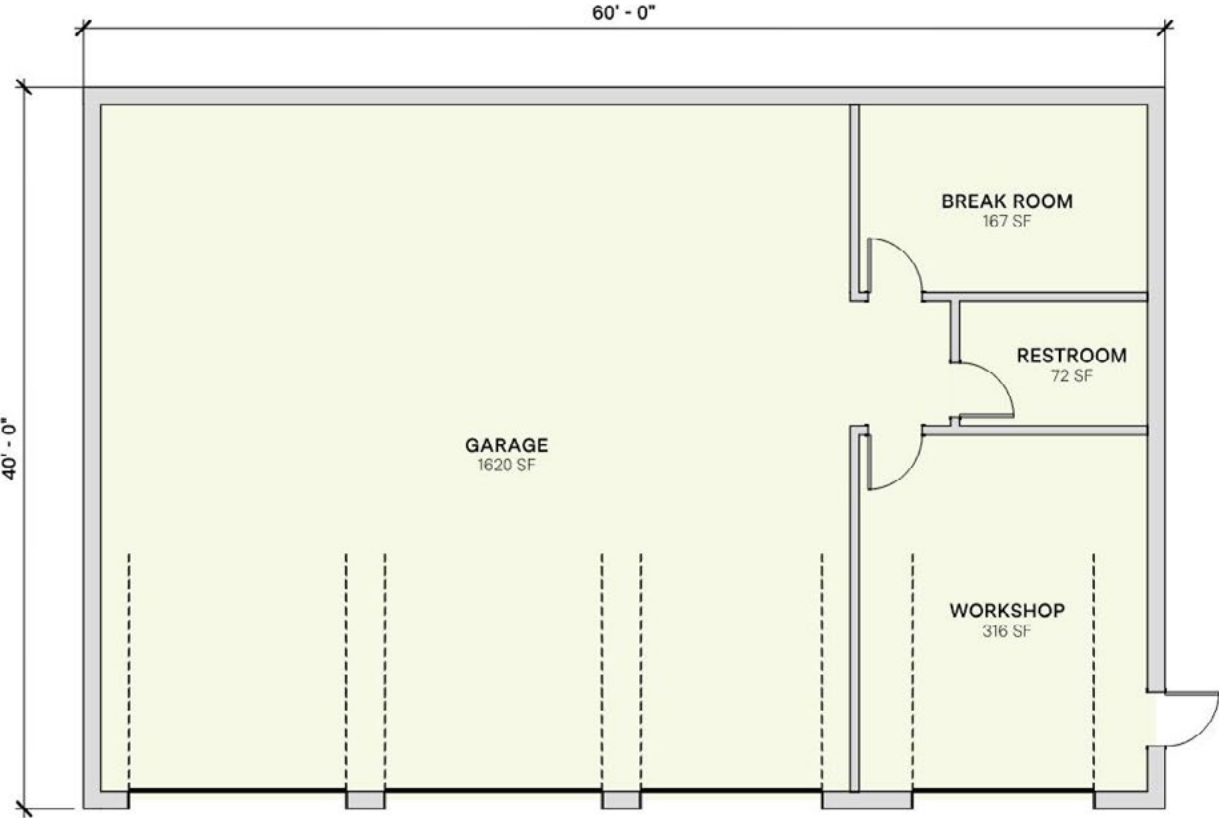 60' - 0"
BREAK ROOM
167 SF
RESTROOM
72 SF
40' - 0"
GARAGE
1620 SF
WORKSHOP
316 SF